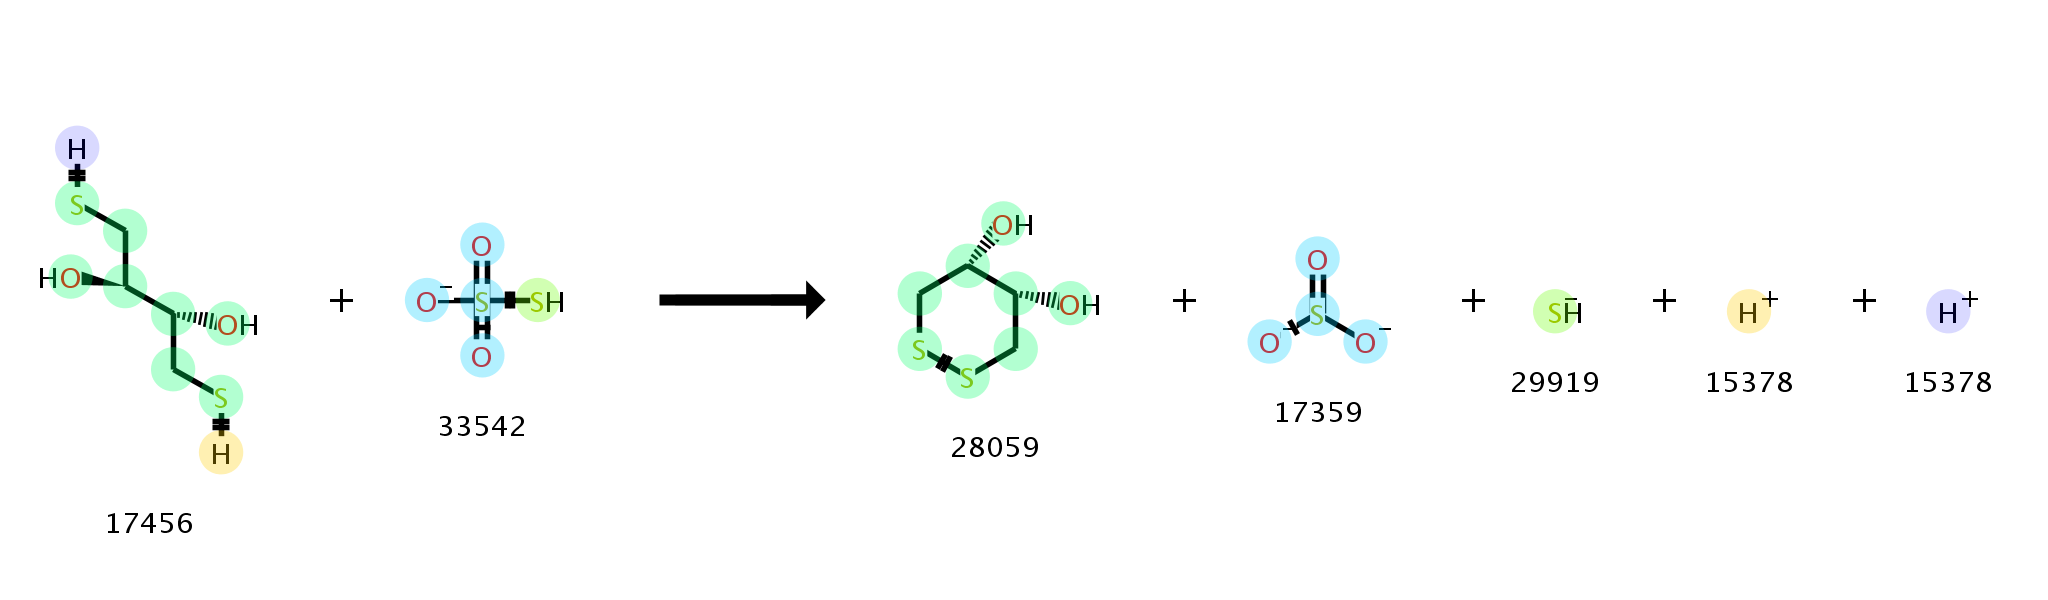 H
S
HO
OH
S
H
17456
+
O
O⁻
S
SH
O
33542
+
OH
OH
S
S
28059
+
O
S
O⁻
O⁻
17359
+
SH⁻
29919
+
H⁺
15378
+
H⁺
15378